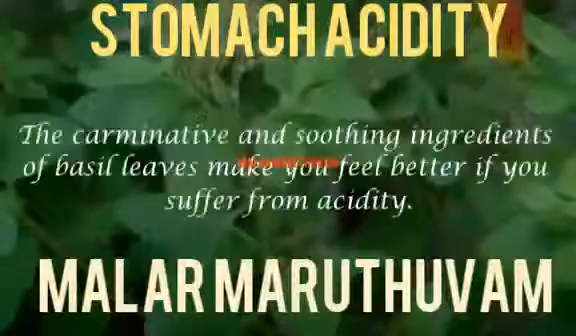 STOMACH ACIDITY
The carminative and soothing ingredients
of basil leaves make you feel better if you
suffer from acidity.
MALAR MARUTHUVAM